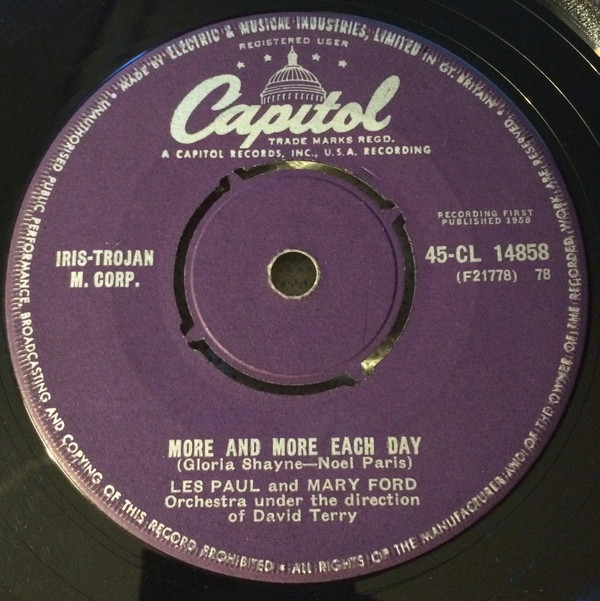 MADE BY ELECTRIC & MUSICAL INDUSTRIES, LIMITED IN GT. BRITAIN • ALL RIGHTS OF THE MANUFACTURER AND OF THE OWNER OF THE RECORDED WORK ARE RESERVED • UNAUTHORISED PUBLIC PERFORMANCE, BROADCASTING AND COPYING OF THIS RECORD PROHIBITED •
REGISTERED USER
Capitol
TRADE MARKS REGD.
A CAPITOL RECORDS, INC., U.S.A. RECORDING
RECORDING FIRST
PUBLISHED 1958
IRIS-TROJAN
M. CORP.
45-CL 14858
(F21778) 78
MORE AND MORE EACH DAY
(Gloria Shayne—Noel Paris)
LES PAUL and MARY FORD
Orchestra under the direction
of David Terry